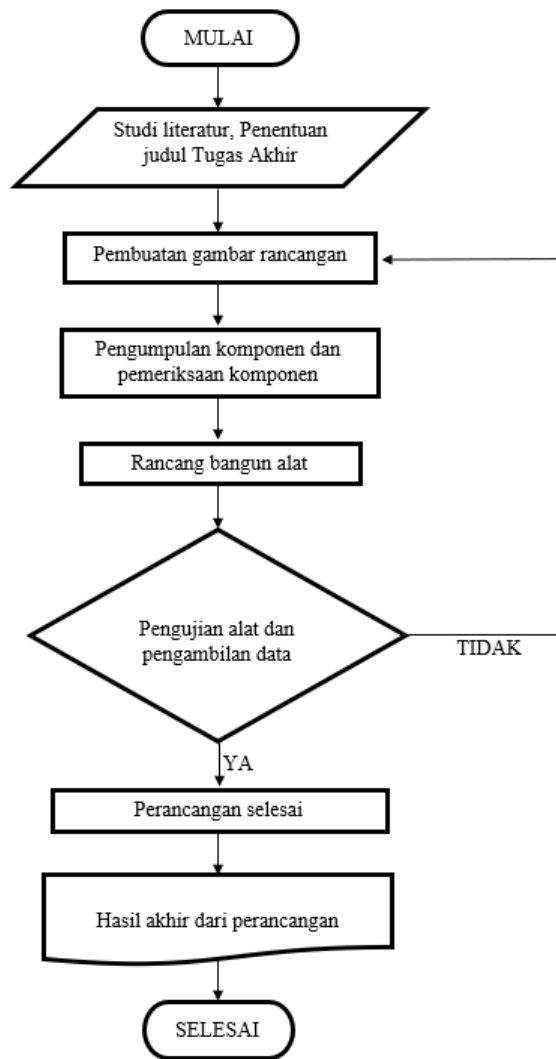 MULAI
Studi literatur, Penentuan
judul Tugas Akhir
Pembuatan gambar rancangan
Pengumpulan komponen dan
pemeriksaan komponen
Rancang bangun alat
Pengujian alat dan
pengambilan data
TIDAK
YA
Perancangan selesai
Hasil akhir dari perancangan
SELESAI